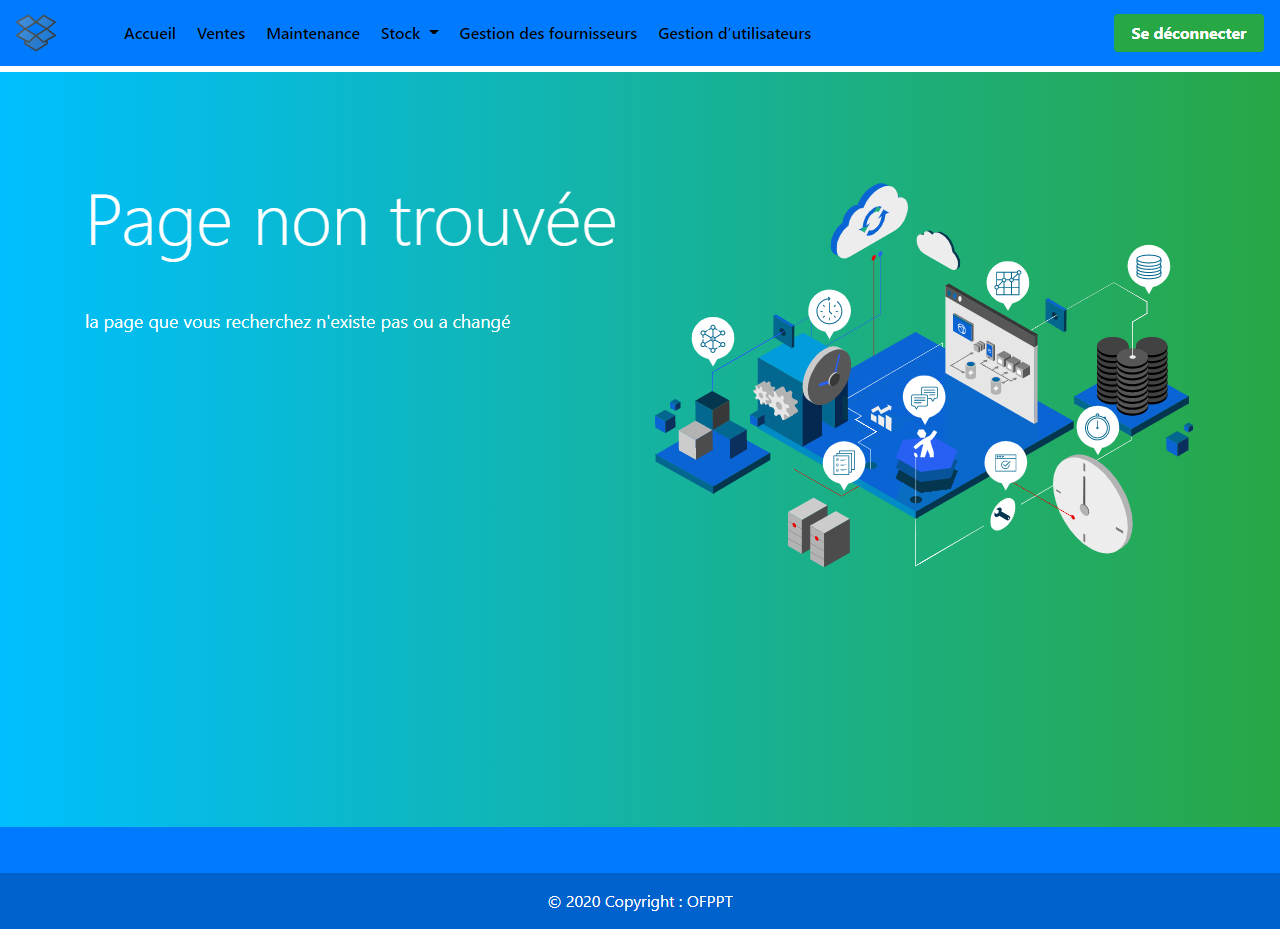 Accueil Ventes Maintenance Stock Gestion des fournisseurs Gestion d'utilisateurs Se déconnecter
Page non trouvée
la page que vous recherchez n'existe pas ou a changé
© 2020 Copyright : OFPPT